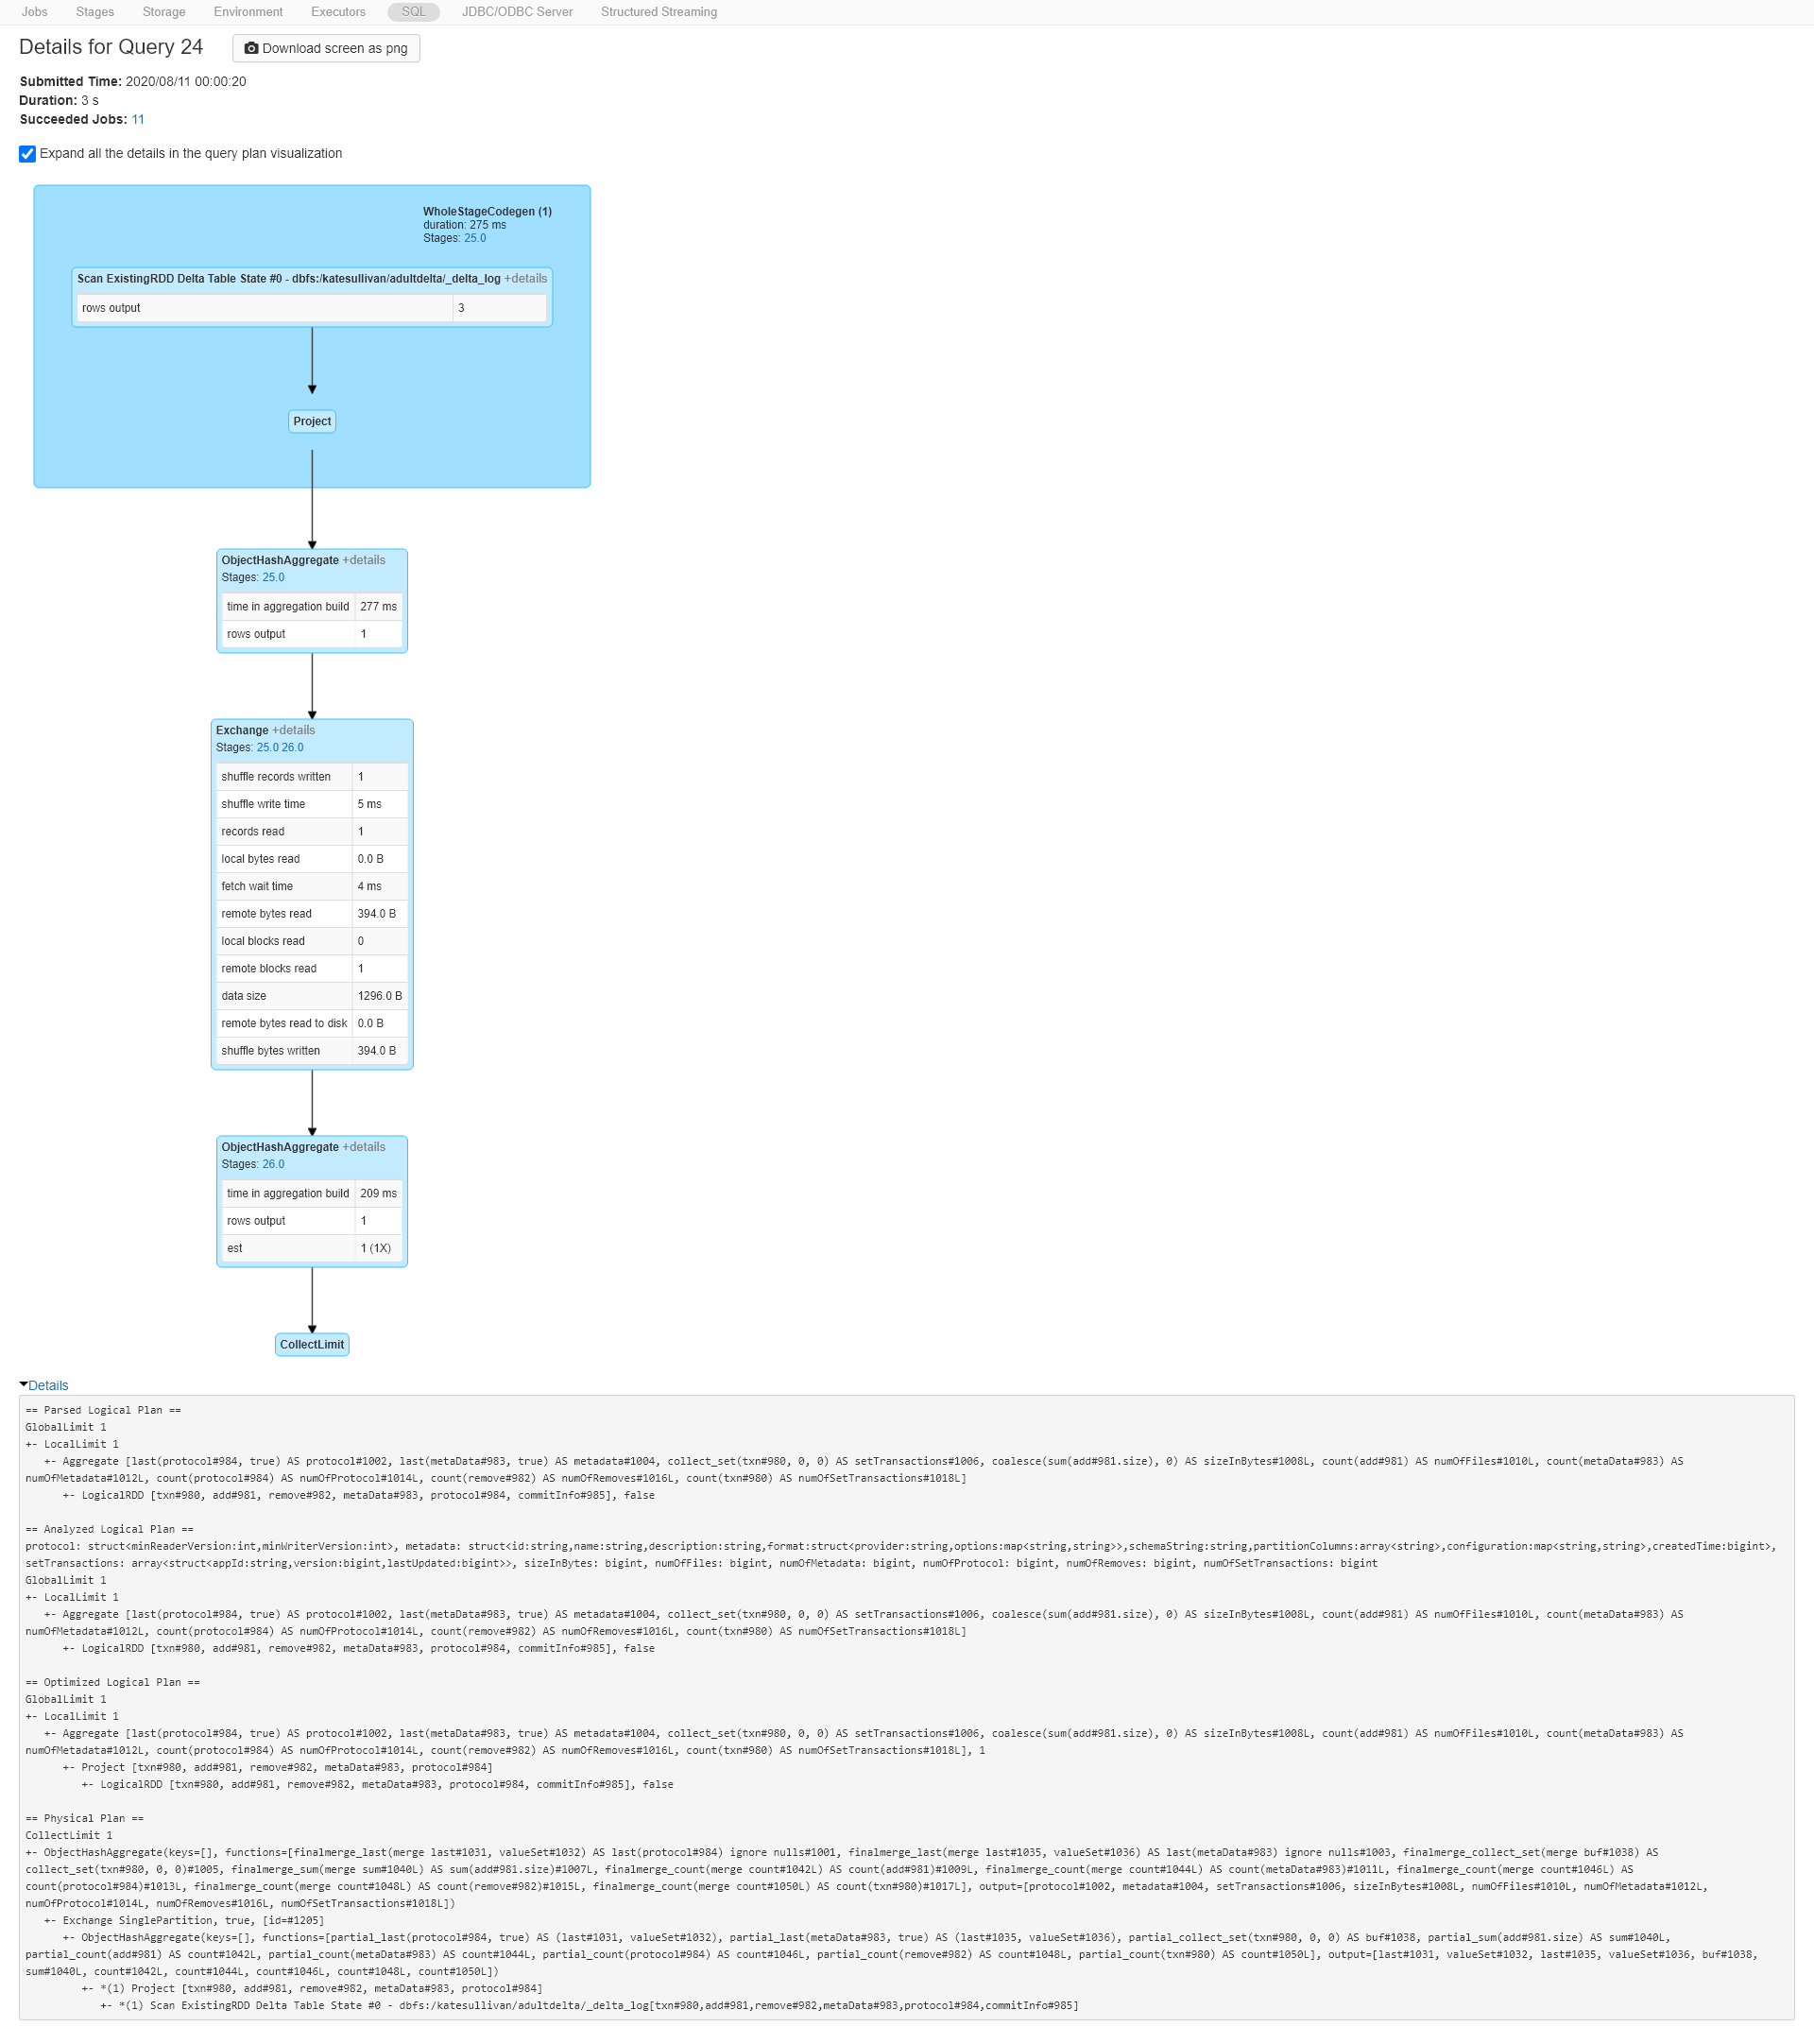 Jobs Stages Storage Environment Executors SQL JDBC/ODBC Server Structured Streaming
Details for Query 24 Download screen as png
Submitted Time: 2020/08/11 00:00:20
Duration: 3 s
Succeeded Jobs: 11
Expand all the details in the query plan visualization
WholeStageCodegen (1)
duration: 275 ms
Stages: 25.0
Scan ExistingRDD Delta Table State #0 - dbfs:/katesullivan/adultdelta/_delta_log +details
rows output 3
Project
ObjectHashAggregate +details
Stages: 25.0
time in aggregation build 277 ms
rows output 1
Exchange +details
Stages: 25.0 26.0
shuffle records written 1
shuffle write time 5 ms
records read 1
local bytes read 0.0 B
fetch wait time 4 ms
remote bytes read 394.0 B
local blocks read 0
remote blocks read 1
data size 1296.0 B
remote bytes read to disk 0.0 B
shuffle bytes written 394.0 B
ObjectHashAggregate +details
Stages: 26.0
time in aggregation build 209 ms
rows output 1
est 1 (1X)
CollectLimit
Details
== Parsed Logical Plan ==
GlobalLimit 1
+- LocalLimit 1
+- Aggregate [last(protocol#984, true) AS protocol#1002, last(metaData#983, true) AS metadata#1004, collect_set(txn#980, 0, 0) AS setTransactions#1006, coalesce(sum(add#981.size), 0) AS sizeInBytes#1008L, count(add#981) AS numOfFiles#1010L, count(metaData#983) AS
numOfMetadata#1012L, count(protocol#984) AS numOfProtocol#1014L, count(remove#982) AS numOfRemoves#1016L, count(txn#980) AS numOfSetTransactions#1018L]
+- LogicalRDD [txn#980, add#981, remove#982, metaData#983, protocol#984, commitInfo#985], false
== Analyzed Logical Plan ==
protocol: struct<minReaderVersion:int,minWriterVersion:int>, metadata: struct<id:string,name:string,description:string,format:struct<provider:string,options:map<string,string>>,schemaString:string,partitionColumns:array<string>,configuration:map<string,string>,createdTime:bigint>,
setTransactions: array<struct<appId:string,version:bigint,lastUpdated:bigint>>, sizeInBytes: bigint, numOfFiles: bigint, numOfMetadata: bigint, numOfProtocol: bigint, numOfRemoves: bigint, numOfSetTransactions: bigint
GlobalLimit 1
+- LocalLimit 1
+- Aggregate [last(protocol#984, true) AS protocol#1002, last(metaData#983, true) AS metadata#1004, collect_set(txn#980, 0, 0) AS setTransactions#1006, coalesce(sum(add#981.size), 0) AS sizeInBytes#1008L, count(add#981) AS numOfFiles#1010L, count(metaData#983) AS
numOfMetadata#1012L, count(protocol#984) AS numOfProtocol#1014L, count(remove#982) AS numOfRemoves#1016L, count(txn#980) AS numOfSetTransactions#1018L]
+- LogicalRDD [txn#980, add#981, remove#982, metaData#983, protocol#984, commitInfo#985], false
== Optimized Logical Plan ==
GlobalLimit 1
+- LocalLimit 1
+- Aggregate [last(protocol#984, true) AS protocol#1002, last(metaData#983, true) AS metadata#1004, collect_set(txn#980, 0, 0) AS setTransactions#1006, coalesce(sum(add#981.size), 0) AS sizeInBytes#1008L, count(add#981) AS numOfFiles#1010L, count(metaData#983) AS
numOfMetadata#1012L, count(protocol#984) AS numOfProtocol#1014L, count(remove#982) AS numOfRemoves#1016L, count(txn#980) AS numOfSetTransactions#1018L], 1
+- Project [txn#980, add#981, remove#982, metaData#983, protocol#984]
+- LogicalRDD [txn#980, add#981, remove#982, metaData#983, protocol#984, commitInfo#985], false
== Physical Plan ==
CollectLimit 1
+- ObjectHashAggregate(keys=[], functions=[finalmerge_last(merge last#1031, valueSet#1032) AS last(protocol#984) ignore nulls#1001, finalmerge_last(merge last#1035, valueSet#1036) AS last(metaData#983) ignore nulls#1003, finalmerge_collect_set(merge buf#1038) AS
collect_set(txn#980, 0, 0)#1005, finalmerge_sum(merge sum#1040L) AS sum(add#981.size)#1007L, finalmerge_count(merge count#1042L) AS count(add#981)#1009L, finalmerge_count(merge count#1044L) AS count(metaData#983)#1011L, finalmerge_count(merge count#1046L) AS
count(protocol#984)#1013L, finalmerge_count(merge count#1048L) AS count(remove#982)#1015L, finalmerge_count(merge count#1050L) AS count(txn#980)#1017L], output=[protocol#1002, metadata#1004, setTransactions#1006, sizeInBytes#1008L, numOfFiles#1010L, numOfMetadata#1012L,
numOfProtocol#1014L, numOfRemoves#1016L, numOfSetTransactions#1018L])
+- Exchange SinglePartition, true, [id=#1205]
+- ObjectHashAggregate(keys=[], functions=[partial_last(protocol#984, true) AS (last#1031, valueSet#1032), partial_last(metaData#983, true) AS (last#1035, valueSet#1036), partial_collect_set(txn#980, 0, 0) AS buf#1038, partial_sum(add#981.size) AS sum#1040L,
partial_count(add#981) AS count#1042L, partial_count(metaData#983) AS count#1044L, partial_count(protocol#984) AS count#1046L, partial_count(remove#982) AS count#1048L, partial_count(txn#980) AS count#1050L], output=[last#1031, valueSet#1032, last#1035, valueSet#1036, buf#1038,
sum#1040L, count#1042L, count#1044L, count#1046L, count#1048L, count#1050L])
+- *(1) Project [txn#980, add#981, remove#982, metaData#983, protocol#984]
+- *(1) Scan ExistingRDD Delta Table State #0 - dbfs:/katesullivan/adultdelta/_delta_log[txn#980,add#981,remove#982,metaData#983,protocol#984,commitInfo#985]